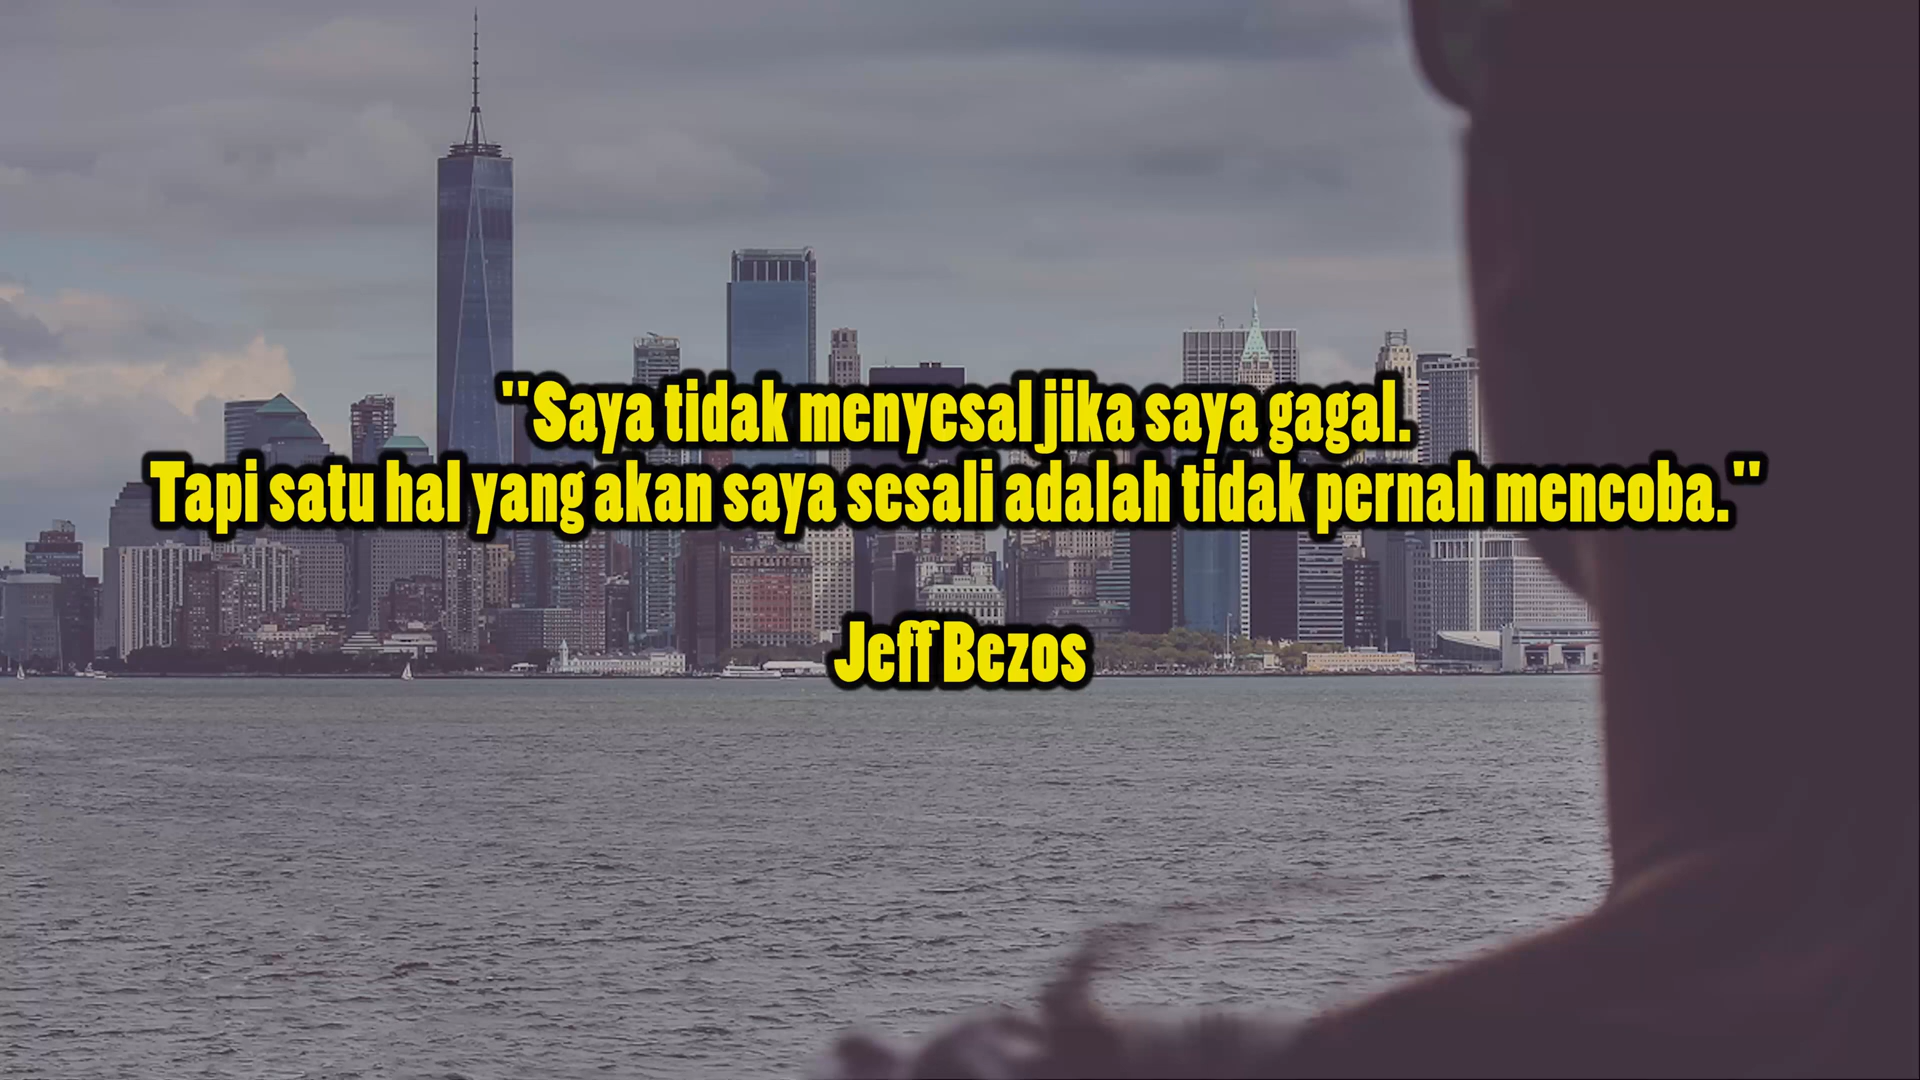 "Saya tidak menyesal jika saya gagal.
Tapi satu hal yang akan saya sesali adalah tidak pernah mencoba."
Jeff Bezos